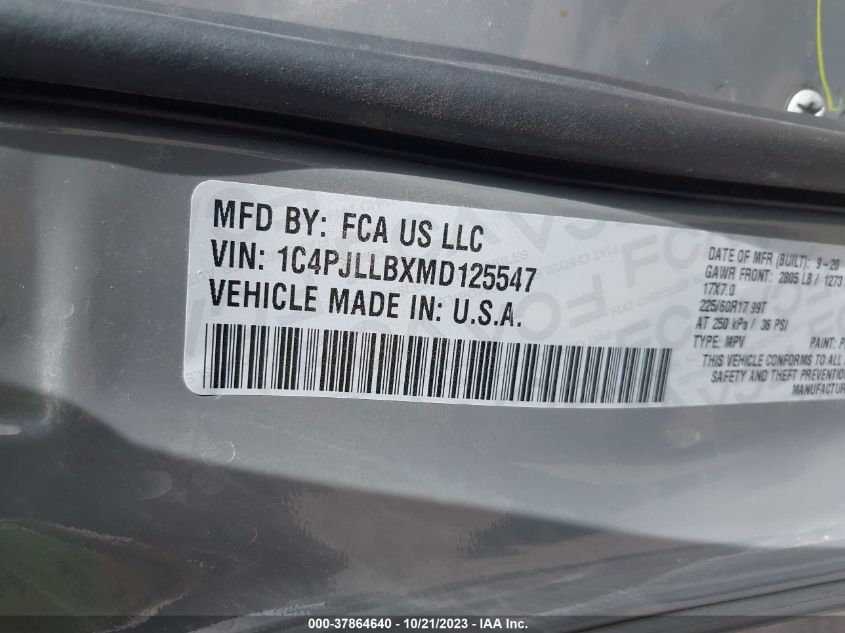 MFD BY: FCA US LLC
VIN: 1C4PJLLBXMD125547
VEHICLE MADE IN: U.S.A.
DATE OF MFR (BUILT): 9-20
GAWR FRONT: 2805 LB / 1273
17X7.0
225/60R17 99T
AT 250 kPa / 36 PSI
TYPE: MPV PAINT: P
THIS VEHICLE CONFORMS TO ALL
SAFETY AND THEFT PREVENTION
MANUFACTUR
000-37864640 - 10/21/2023 - IAA Inc.